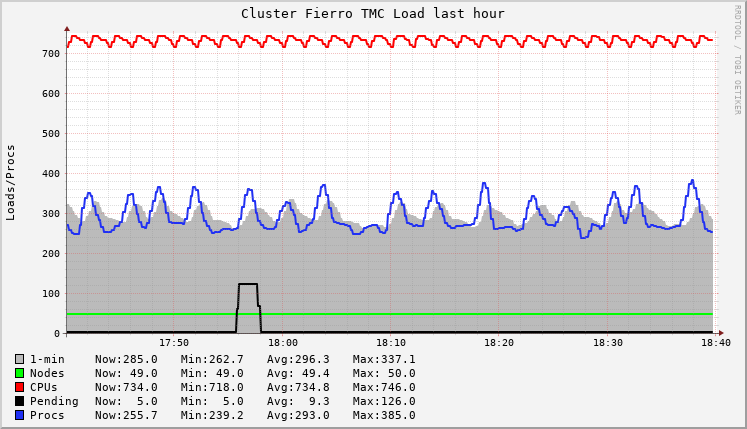 Cluster Fierro TMC Load last hour
RRDTOOL / TOBI OETIKER
Loads/Procs
700
600
500
400
300
200
100
0
17:50 18:00 18:10 18:20 18:30 18:40
1-min Now:285.0 Min:262.7 Avg:296.3 Max:337.1
Nodes Now: 49.0 Min: 49.0 Avg: 49.4 Max: 50.0
CPUs Now:734.0 Min:718.0 Avg:734.8 Max:746.0
Pending Now: 5.0 Min: 5.0 Avg: 9.3 Max:126.0
Procs Now:255.7 Min:239.2 Avg:293.0 Max:385.0